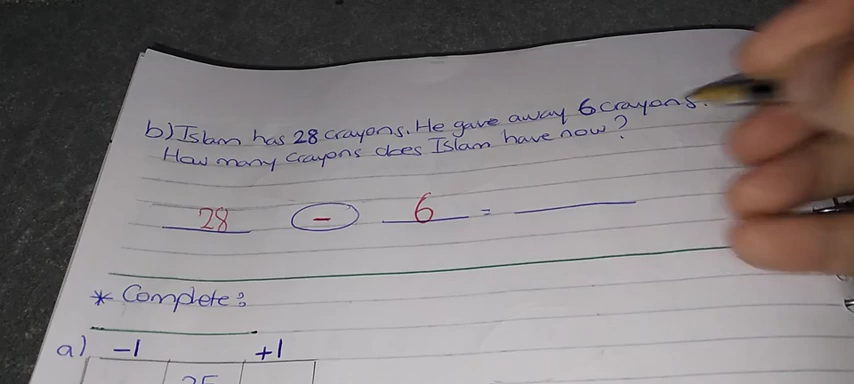 b) Islam has 28 crayons. He gave away 6 crayons.
How many crayons does Islam have now?
28 - 6 =
* Complete:
a) -1 +1
25